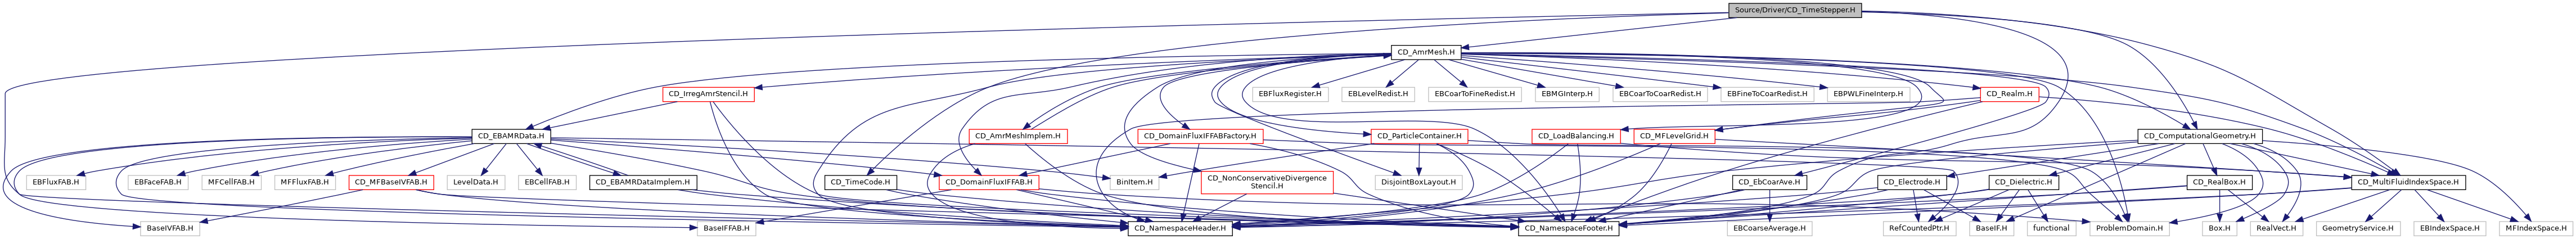 Source/Driver/CD_TimeStepper.H
CD_AmrMesh.H
CD_IrregAmrStencil.H
EBFluxRegister.H
EBLevelRedist.H
EBCoarToFineRedist.H
EBMGInterp.H
EBCoarToCoarRedist.H
EBFineToCoarRedist.H
EBPWLFineInterp.H
CD_Realm.H
CD_EBAMRData.H
CD_AmrMeshImplem.H
CD_DomainFluxIFFABFactory.H
CD_ParticleContainer.H
CD_LoadBalancing.H
CD_MFLevelGrid.H
CD_ComputationalGeometry.H
EBFluxFAB.H
EBFaceFAB.H
MFCellFAB.H
MFFluxFAB.H
CD_MFBaseIVFAB.H
LevelData.H
EBCellFAB.H
CD_EBAMRDataImplem.H
CD_TimeCode.H
CD_DomainFluxIFFAB.H
BinItem.H
CD_NonConservativeDivergence
Stencil.H
DisjointBoxLayout.H
CD_EbCoarAve.H
CD_Electrode.H
CD_Dielectric.H
CD_RealBox.H
CD_MultiFluidIndexSpace.H
BaseIVFAB.H
BaseIFFAB.H
CD_NamespaceHeader.H
CD_NamespaceFooter.H
EBCoarseAverage.H
RefCountedPtr.H
BaseIF.H
functional
ProblemDomain.H
Box.H
RealVect.H
GeometryService.H
EBIndexSpace.H
MFIndexSpace.H